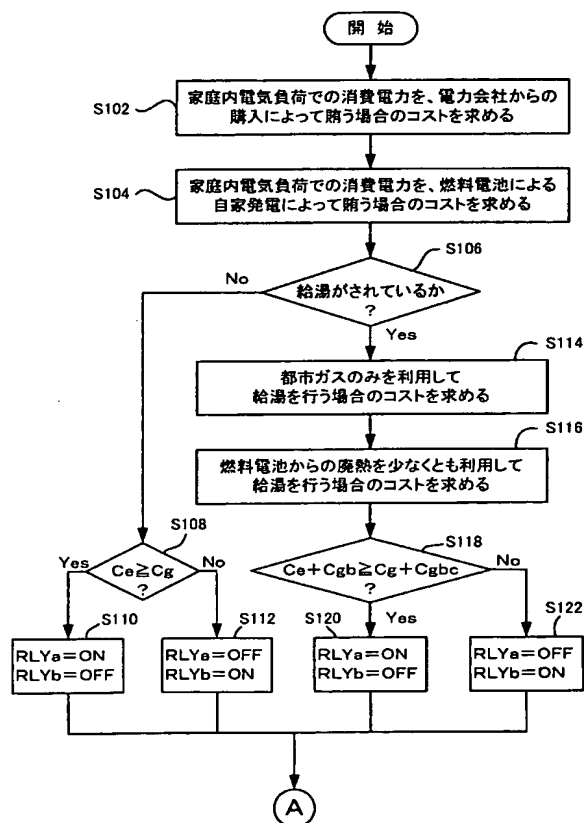 開 始
S102
家庭内電気負荷での消費電力を、電力会社からの
購入によって賄う場合のコストを求める
S104
家庭内電気負荷での消費電力を、燃料電池による
自家発電によって賄う場合のコストを求める
S106
No
給湯がされているか
?
Yes
S114
都市ガスのみを利用して
給湯を行う場合のコストを求める
S116
燃料電池からの廃熱を少なくとも利用して
給湯を行う場合のコストを求める
S108
Yes
Ce≧Cg
?
No
S118
Ce+Cgb≧Cg+Cgbc
?
No
Yes
S110
RLYa=ON
RLYb=OFF
S112
RLYa=OFF
RLYb=ON
S120
RLYa=ON
RLYb=OFF
S122
RLYa=OFF
RLYb=ON
A